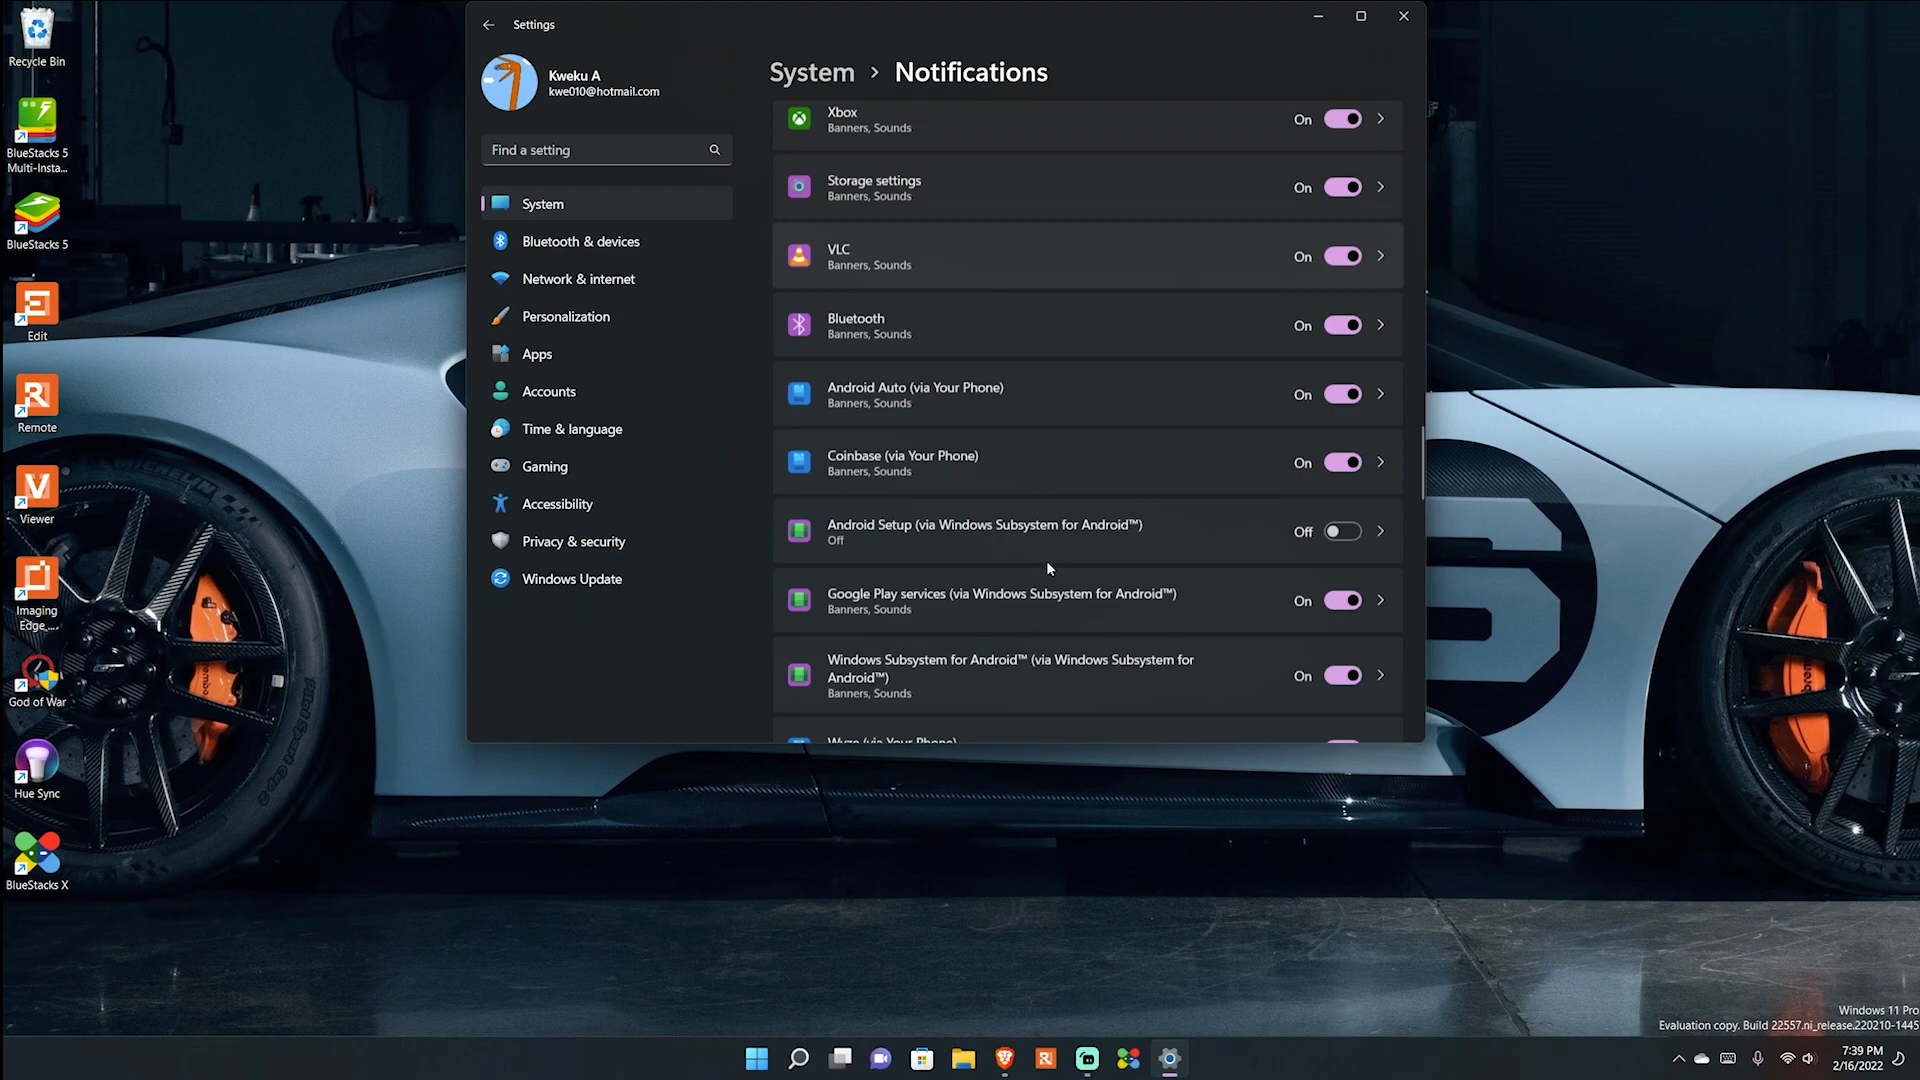 Recycle Bin
BlueStacks 5
Multi-Insta...
BlueStacks 5
Edit
Remote
Viewer
Imaging
Edge_...
God of War
Hue Sync
BlueStacks X
Settings
Kweku A
kwe010@hotmail.com
Find a setting
System
Bluetooth & devices
Network & internet
Personalization
Apps
Accounts
Time & language
Gaming
Accessibility
Privacy & security
Windows Update
System › Notifications
Xbox
Banners, Sounds
On
Storage settings
Banners, Sounds
On
VLC
Banners, Sounds
On
Bluetooth
Banners, Sounds
On
Android Auto (via Your Phone)
Banners, Sounds
On
Coinbase (via Your Phone)
Banners, Sounds
On
Android Setup (via Windows Subsystem for Android™)
Off
Off
Google Play services (via Windows Subsystem for Android™)
Banners, Sounds
On
Windows Subsystem for Android™ (via Windows Subsystem for
Android™)
Banners, Sounds
On
Wyze (via Your Phone)
Windows 11 Pro
Evaluation copy. Build 22557.ni_release.220210-1445
7:39 PM
2/16/2022